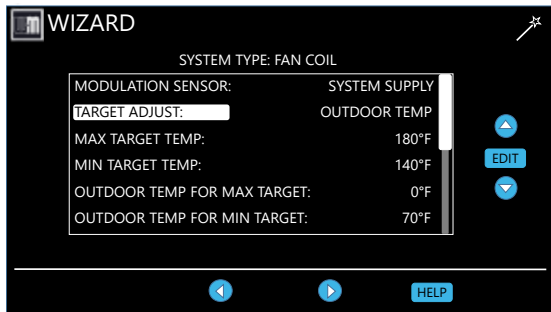 WIZARD
SYSTEM TYPE: FAN COIL
MODULATION SENSOR: SYSTEM SUPPLY
TARGET ADJUST: OUTDOOR TEMP
MAX TARGET TEMP: 180°F
MIN TARGET TEMP: 140°F
EDIT
OUTDOOR TEMP FOR MAX TARGET: 0°F
OUTDOOR TEMP FOR MIN TARGET: 70°F
HELP